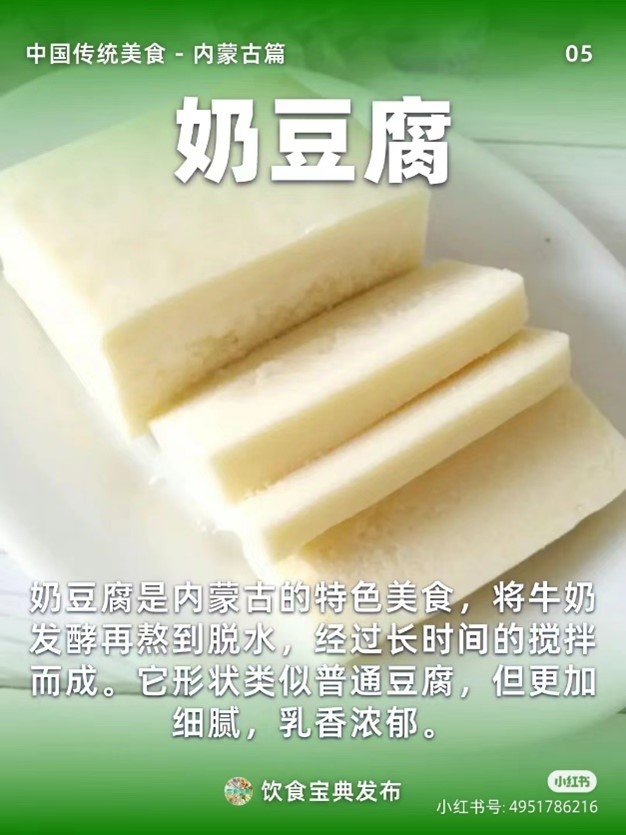 中国传统美食 - 内蒙古篇
05
奶豆腐
奶豆腐是内蒙古的特色美食，将牛奶
发酵再熬到脱水，经过长时间的搅拌
而成。它形状类似普通豆腐，但更加
细腻，乳香浓郁。
饮食宝典发布
小红书
小红书号: 4951786216